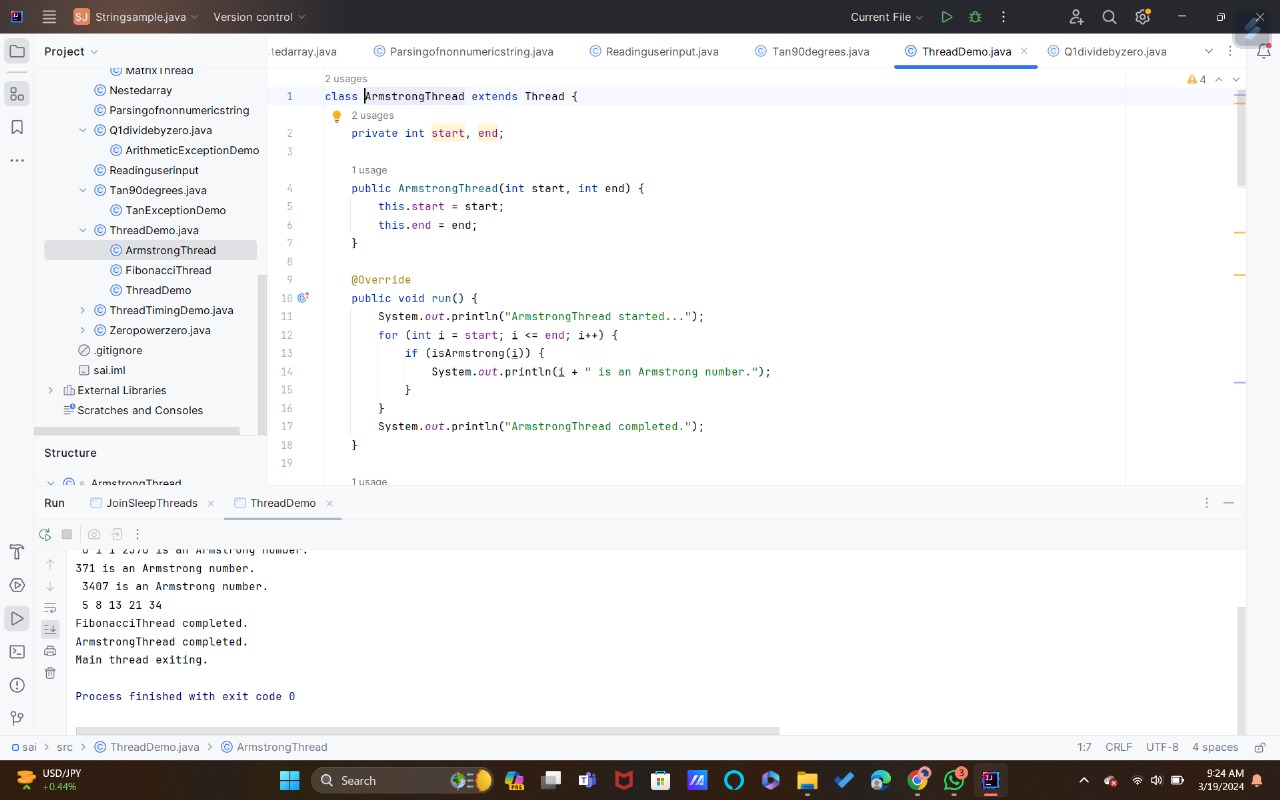 SJ Stringsample.java Version control Current File
Project
tedarray.java Parsingofnonnumericstring.java Readinguserinput.java Tan90degrees.java ThreadDemo.java Q1dividebyzero.java
MatrixThread
Nestedarray
Parsingofnonnumericstring
Q1dividebyzero.java
ArithmeticExceptionDemo
Readinguserinput
Tan90degrees.java
TanExceptionDemo
ThreadDemo.java
ArmstrongThread
FibonacciThread
ThreadDemo
ThreadTimingDemo.java
Zeropowerzero.java
.gitignore
sai.iml
External Libraries
Scratches and Consoles
Structure
ArmstrongThread
2 usages
4
1 class ArmstrongThread extends Thread {
2 usages
2 private int start, end;
3
1 usage
4 public ArmstrongThread(int start, int end) {
5 this.start = start;
6 this.end = end;
7 }
8
9 @Override
10 public void run() {
11 System.out.println("ArmstrongThread started...");
12 for (int i = start; i <= end; i++) {
13 if (isArmstrong(i)) {
14 System.out.println(i + " is an Armstrong number.");
15 }
16 }
17 System.out.println("ArmstrongThread completed.");
18 }
19
1 usage
Run JoinSleepThreads ThreadDemo
0 1 1 2370 is an Armstrong number.
371 is an Armstrong number.
3407 is an Armstrong number.
5 8 13 21 34
FibonacciThread completed.
ArmstrongThread completed.
Main thread exiting.
Process finished with exit code 0
sai > src > ThreadDemo.java > ArmstrongThread 1:7 CRLF UTF-8 4 spaces
USD/JPY
+0.44%
Search
PRE
3
9:24 AM
3/19/2024